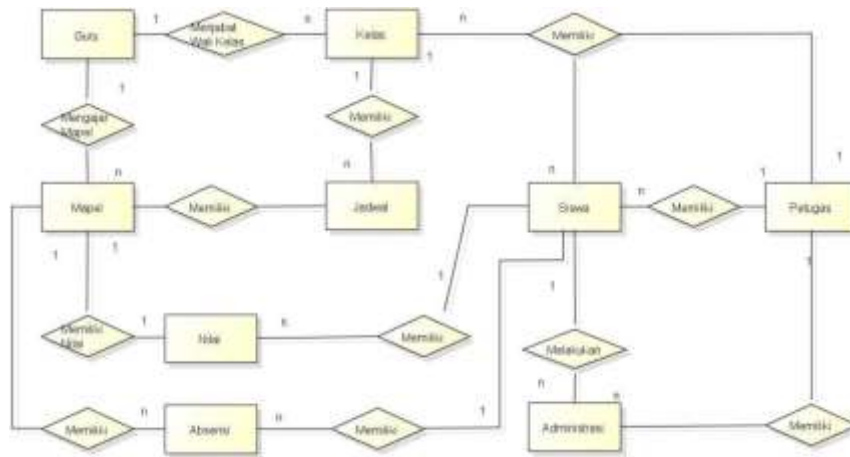 1
n
n
Guru
Menjabat
Wali Kelas
Kelas
Memiliki
1
1
1
Mengajar
Mapel
Memiliki
n
n
n
n
1
1
Mapel
Memiliki
Jadwal
Siswa
Memiliki
Petugas
1
1
1
1
1
Memiliki
Nilai
1
Nilai
n
Memiliki
Melakukan
n
n
Memiliki
n
Absensi
n
Memiliki
1
Administrasi
Memiliki